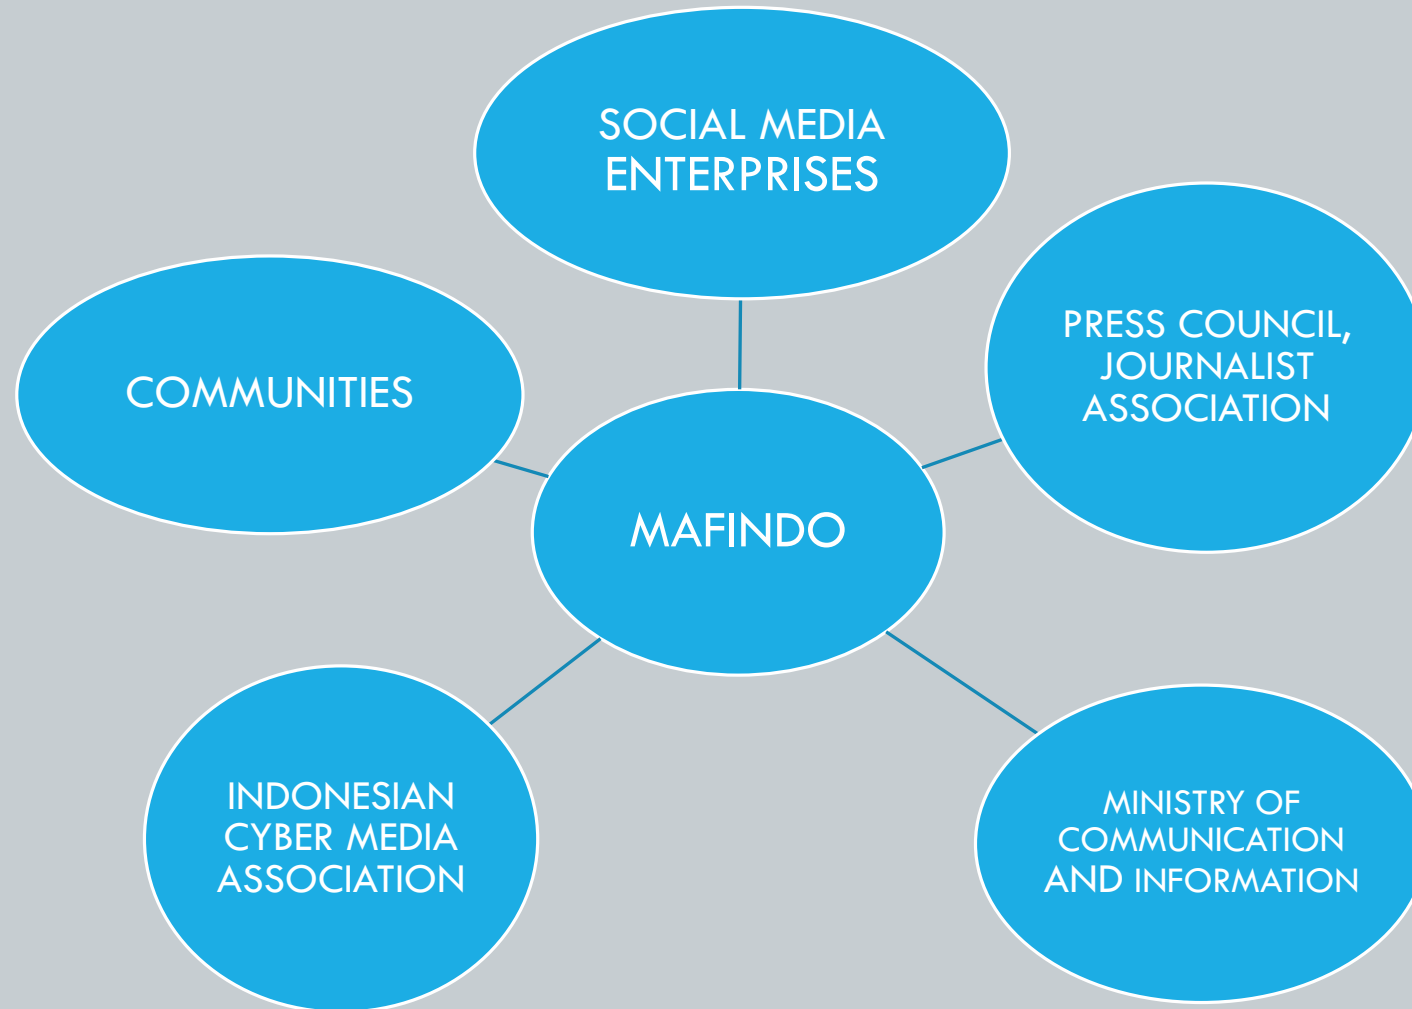 SOCIAL MEDIA
ENTERPRISES
PRESS COUNCIL,
JOURNALIST
ASSOCIATION
COMMUNITIES
MAFINDO
INDONESIAN
CYBER MEDIA
ASSOCIATION
MINISTRY OF
COMMUNICATION
AND INFORMATION